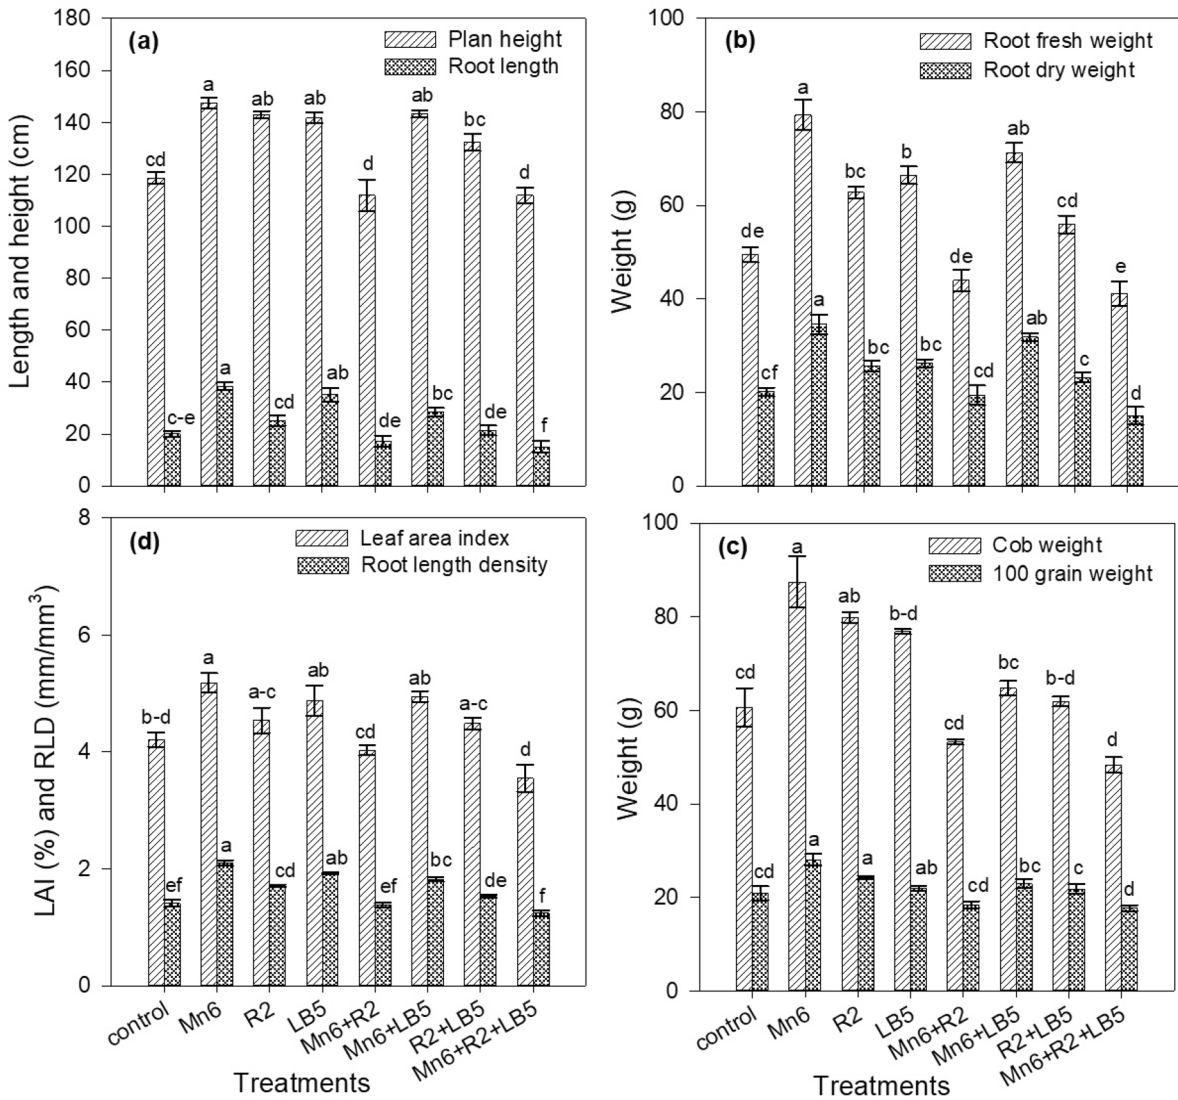 (a)
Plan height
Root length
Length and height (cm)
180
160
140
120
100
80
60
40
20
0
cd
a
ab
ab
d
ab
bc
d
c-e
a
cd
ab
de
bc
de
f
(b)
Root fresh weight
Root dry weight
Weight (g)
100
80
60
40
20
0
de
a
bc
b
de
ab
cd
e
cf
a
bc
bc
cd
ab
c
d
(d)
Leaf area index
Root length density
LAI (%) and RLD (mm/mm³)
8
6
4
2
0
b-d
a
a-c
ab
cd
ab
a-c
d
ef
a
cd
ab
ef
bc
de
f
control
Mn6
R2
LB5
Mn6+R2
Mn6+LB5
R2+LB5
Mn6+R2+LB5
Treatments
(c)
Cob weight
100 grain weight
Weight (g)
100
80
60
40
20
0
cd
a
ab
b-d
cd
bc
b-d
d
cd
a
a
ab
cd
bc
c
d
control
Mn6
R2
LB5
Mn6+R2
Mn6+LB5
R2+LB5
Mn6+R2+LB5
Treatments